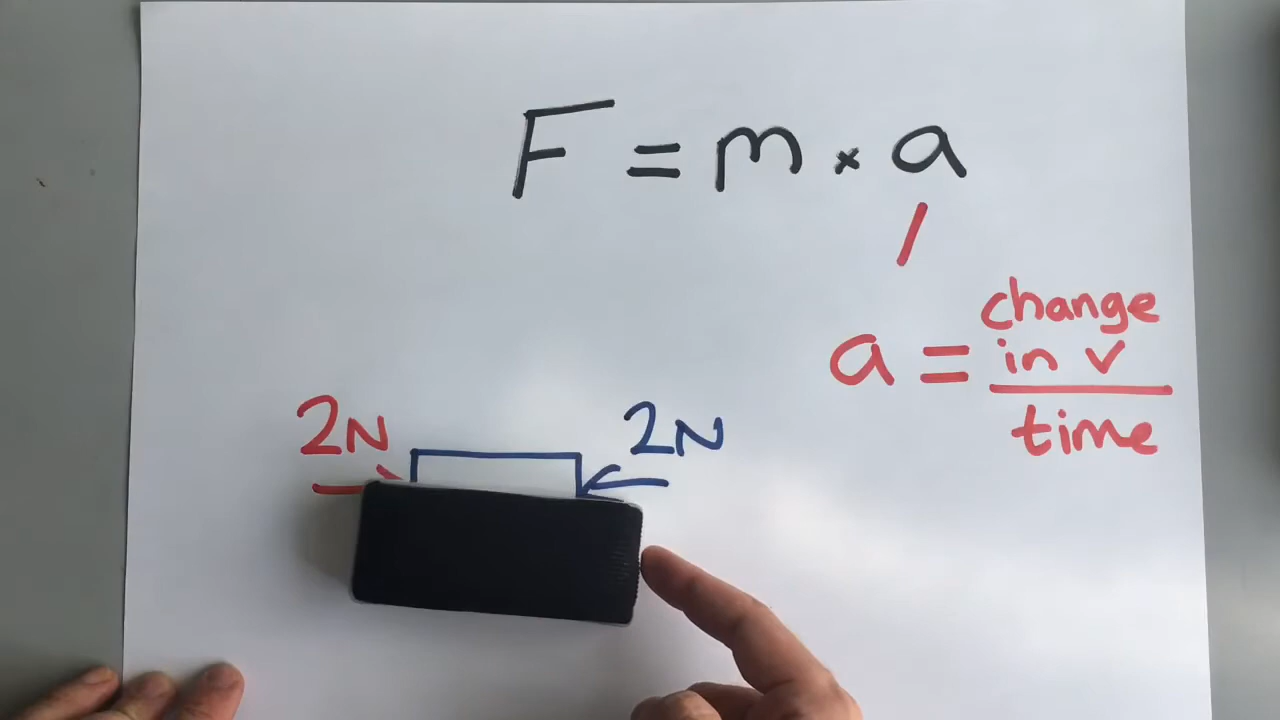 F = m × a
a = change in v
time
2N 2N